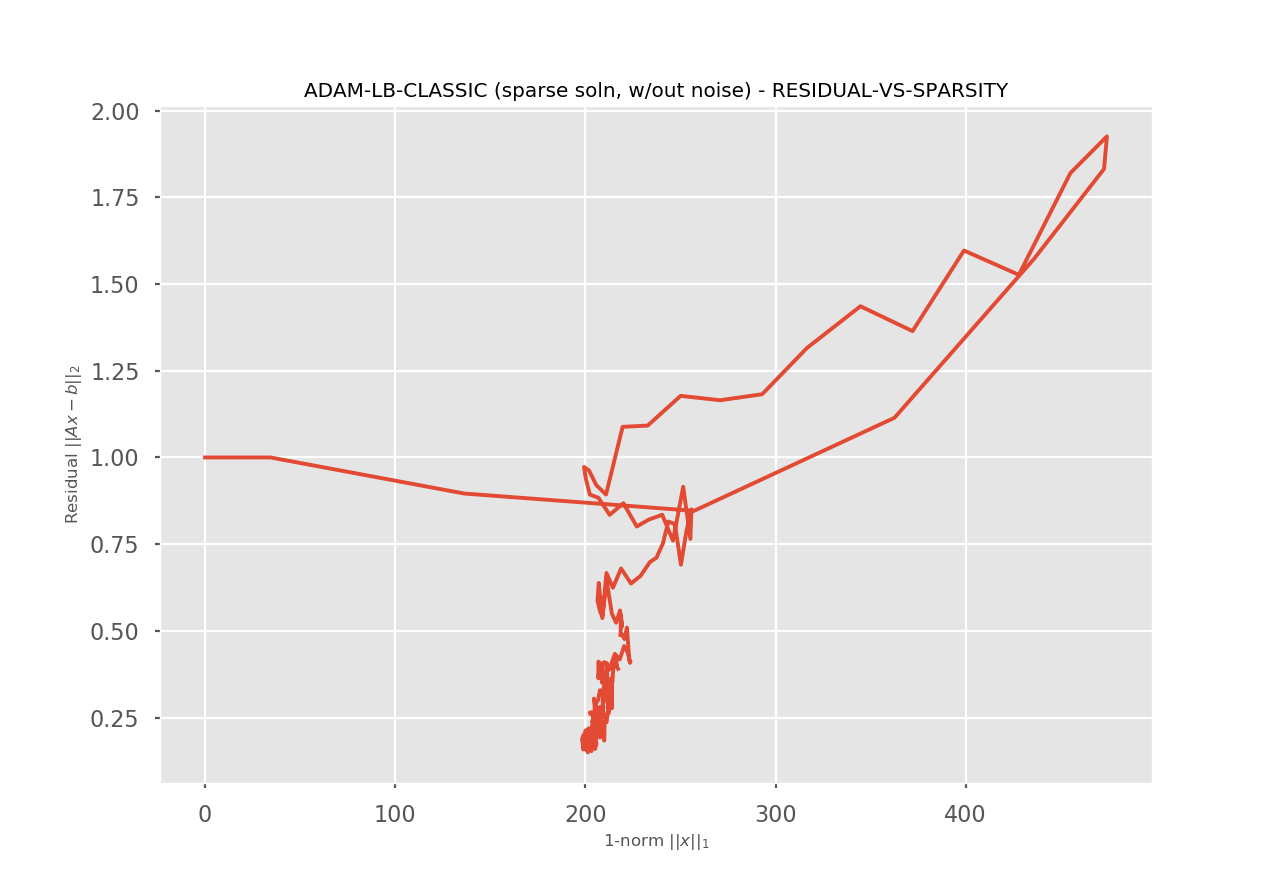 ADAM-LB-CLASSIC (sparse soln, w/out noise) - RESIDUAL-VS-SPARSITY
2.00
1.75
1.50
1.25
1.00
0.75
0.50
0.25
Residual ||Ax − b||₂
0 100 200 300 400
1-norm ||x||₁